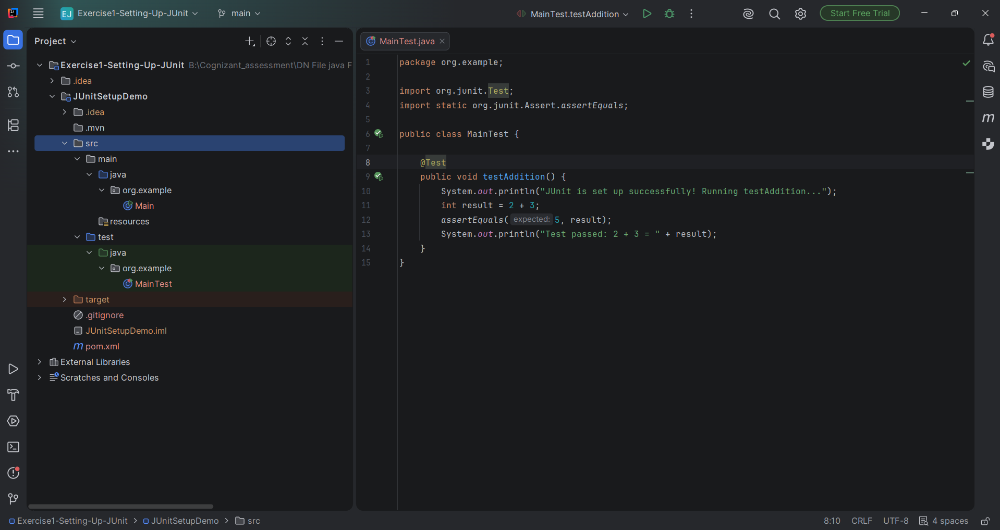 EJ Exercise1-Setting-Up-JUnit main MainTest.testAddition Start Free Trial
Project
MainTest.java
Exercise1-Setting-Up-JUnit B:\Cognizant_assessment\DN File java F
.idea
JUnitSetupDemo
.idea
.mvn
src
main
java
org.example
Main
resources
test
java
org.example
MainTest
target
.gitignore
JUnitSetupDemo.iml
m pom.xml
External Libraries
Scratches and Consoles
1 package org.example;
2
3 import org.junit.Test;
4 import static org.junit.Assert.assertEquals;
5
6 public class MainTest {
7
8 @Test
9 public void testAddition() {
10 System.out.println("JUnit is set up successfully! Running testAddition...");
11 int result = 2 + 3;
12 assertEquals( expected: 5, result);
13 System.out.println("Test passed: 2 + 3 = " + result);
14 }
15 }
m
Exercise1-Setting-Up-JUnit > JUnitSetupDemo > src
8:10 CRLF UTF-8 4 spaces